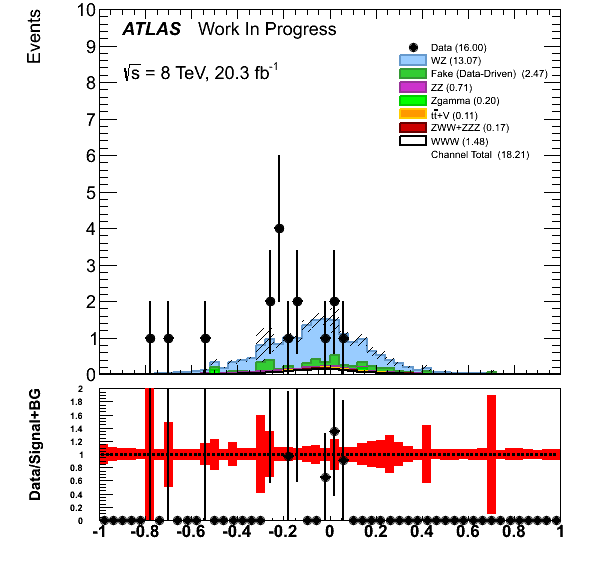 Events
10
9
8
7
6
5
4
3
2
1
0
ATLAS Work In Progress
√s = 8 TeV, 20.3 fb⁻¹
Data (16.00)
WZ (13.07)
Fake (Data-Driven) (2.47)
ZZ (0.71)
Zgamma (0.20)
tt̄+V (0.11)
ZWW+ZZZ (0.17)
WWW (1.48)
Channel Total (18.21)
Data/Signal+BG
2
1.8
1.6
1.4
1.2
1
0.8
0.6
0.4
0.2
0
-1 -0.8 -0.6 -0.4 -0.2 0 0.2 0.4 0.6 0.8 1